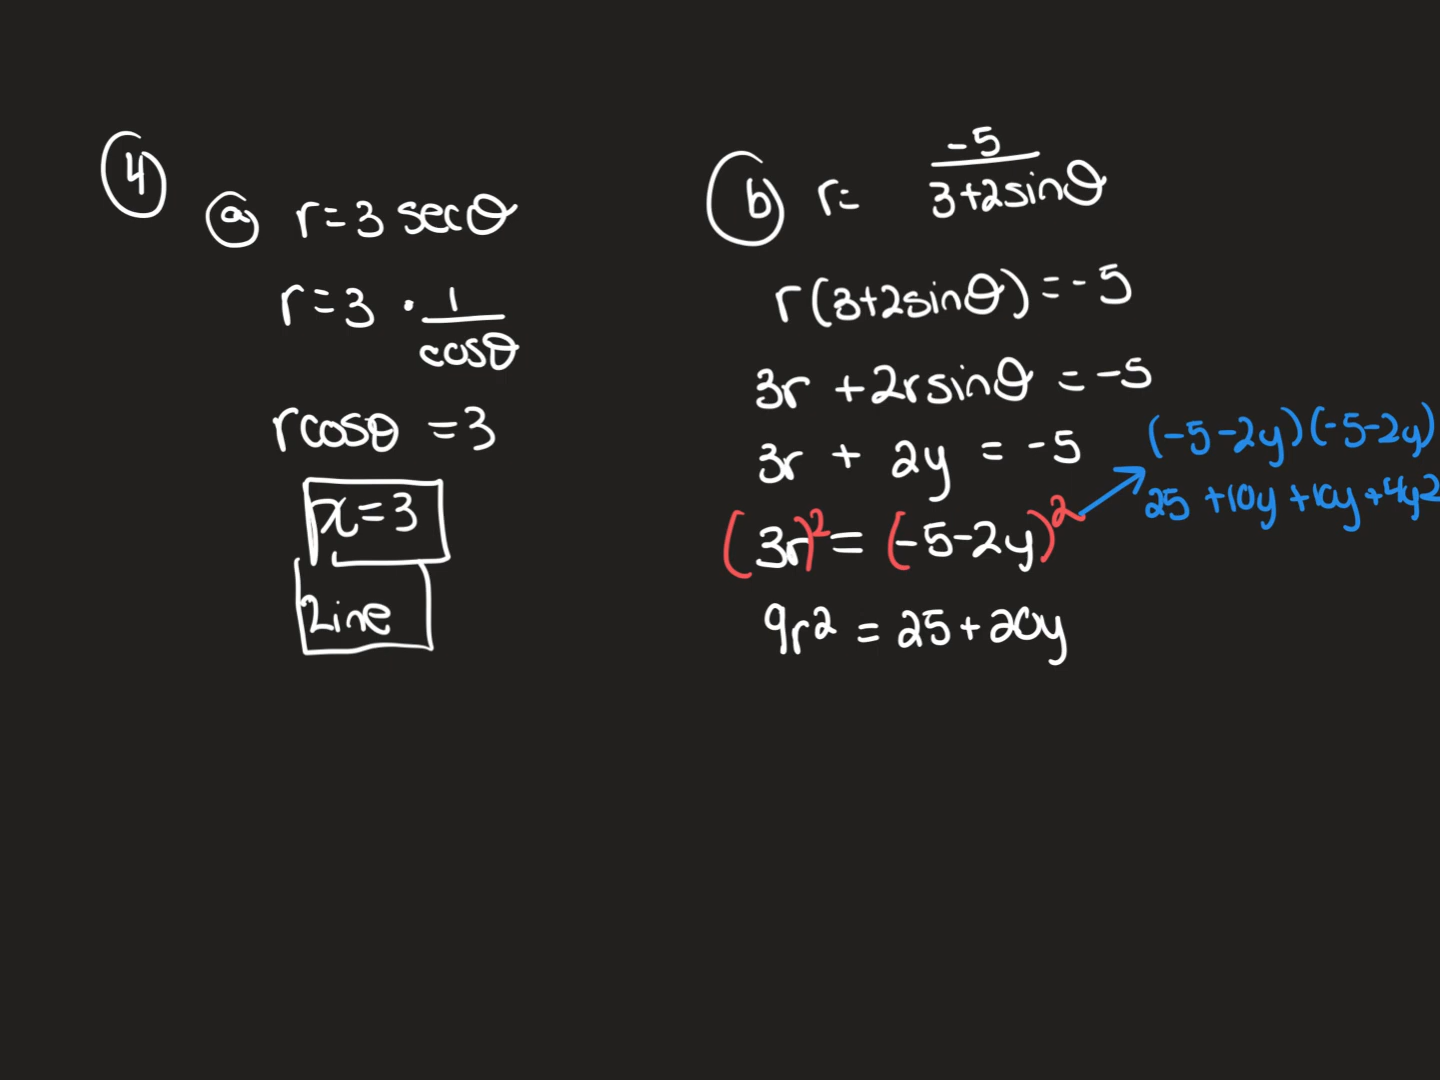 4
a r = 3 secθ
r = 3 · 1/cosθ
rcosθ = 3
x = 3
Line
b r = -5/(3+2sinθ)
r(3+2sinθ) = -5
3r + 2rsinθ = -5
3r + 2y = -5
(3r)² = (-5-2y)²
(-5-2y)(-5-2y)
25 + 10y + 10y + 4y²
9r² = 25 + 20y